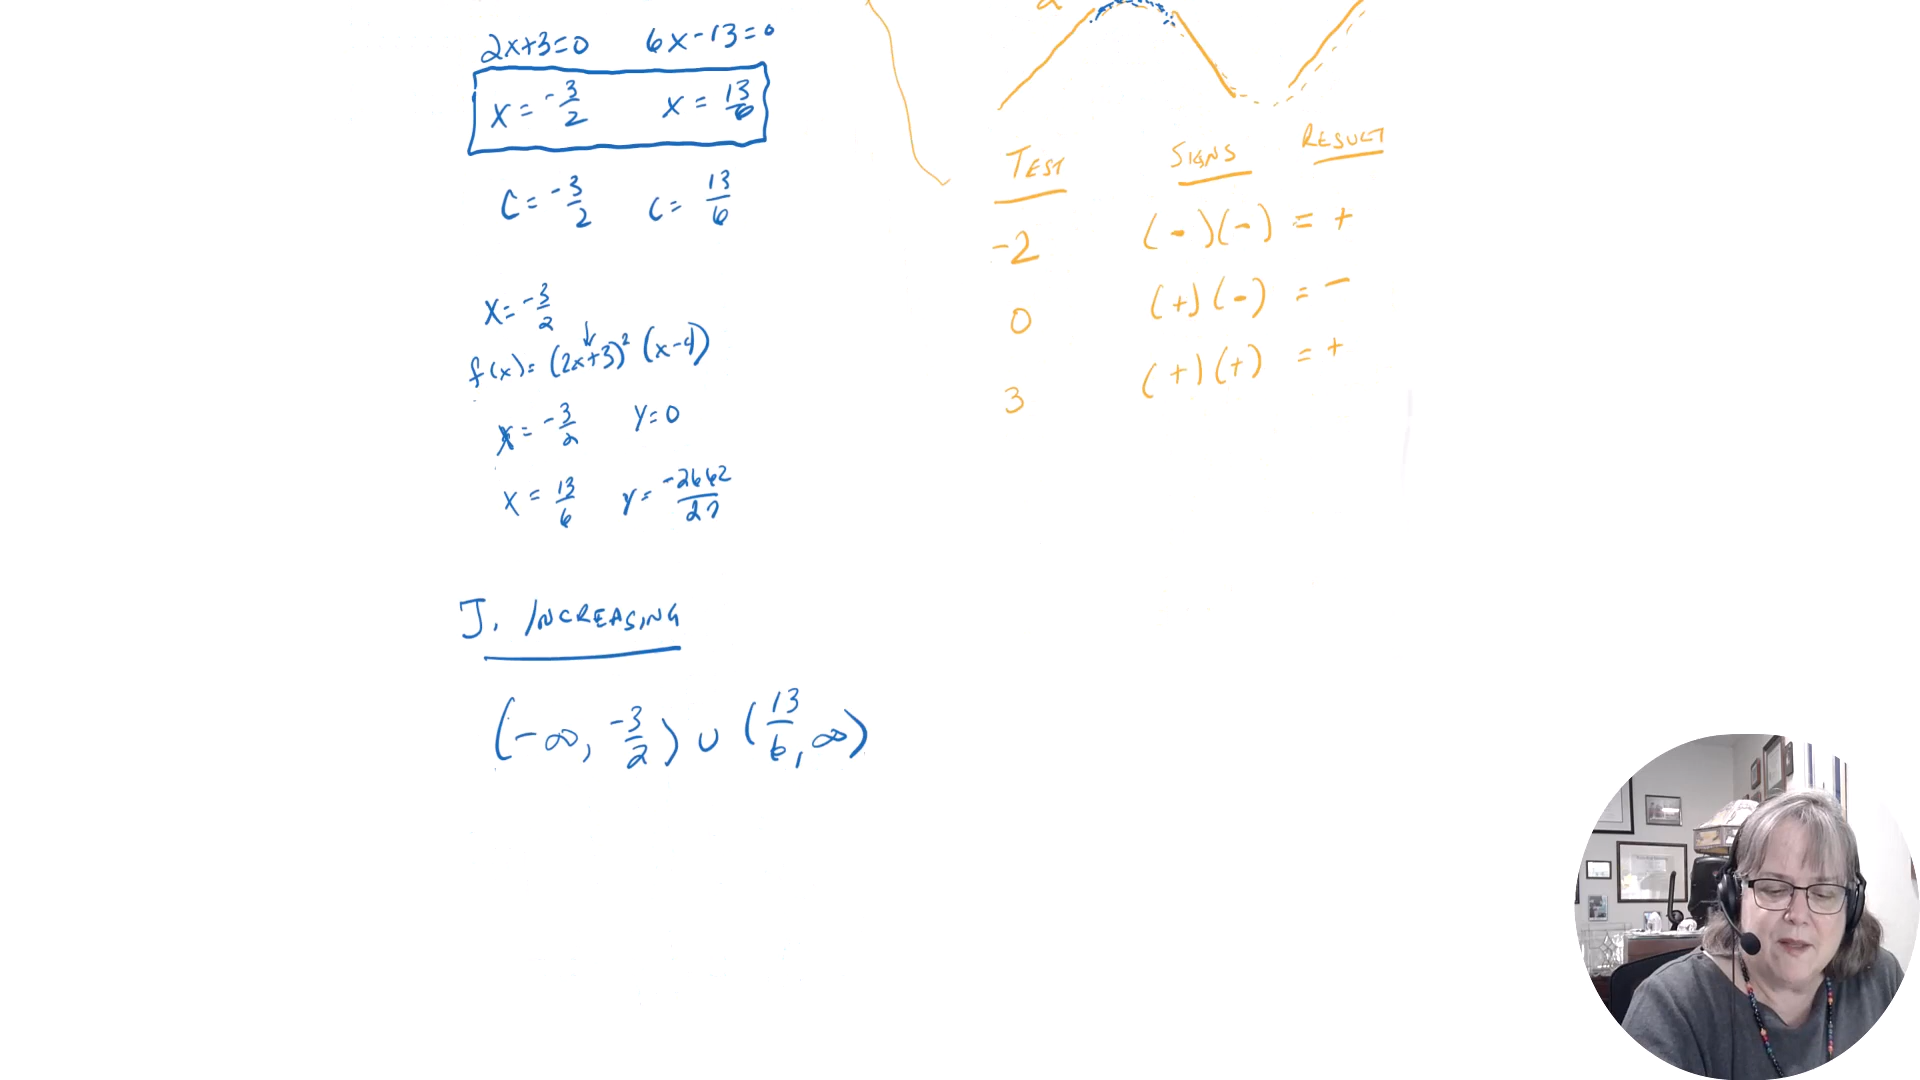 2x+3=0 6x-13=0
x = -3/2 x = 13/6
C = -3/2 C = 13/6
x = -3/2
f(x) = (2x+3)² (x-4)
x = -3/2 y=0
x = 13/6 y = -2662/27
J. INCREASING
(-∞, -3/2) ∪ (13/6, ∞)
TEST SIGNS RESULT
-2 (-)(-) = +
0 (+)(-) = -
3 (+)(+) = +